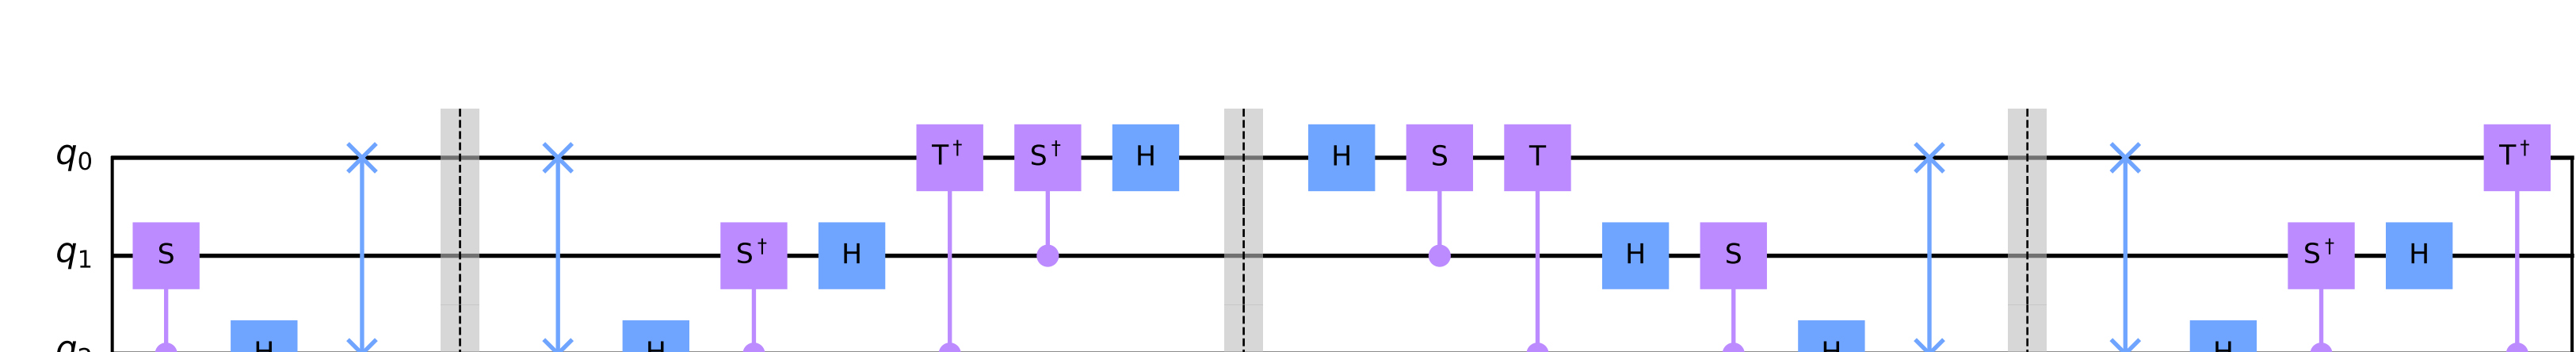 q0 T† S† H H S T T†
q1 S S† H H S S† H
H H H H